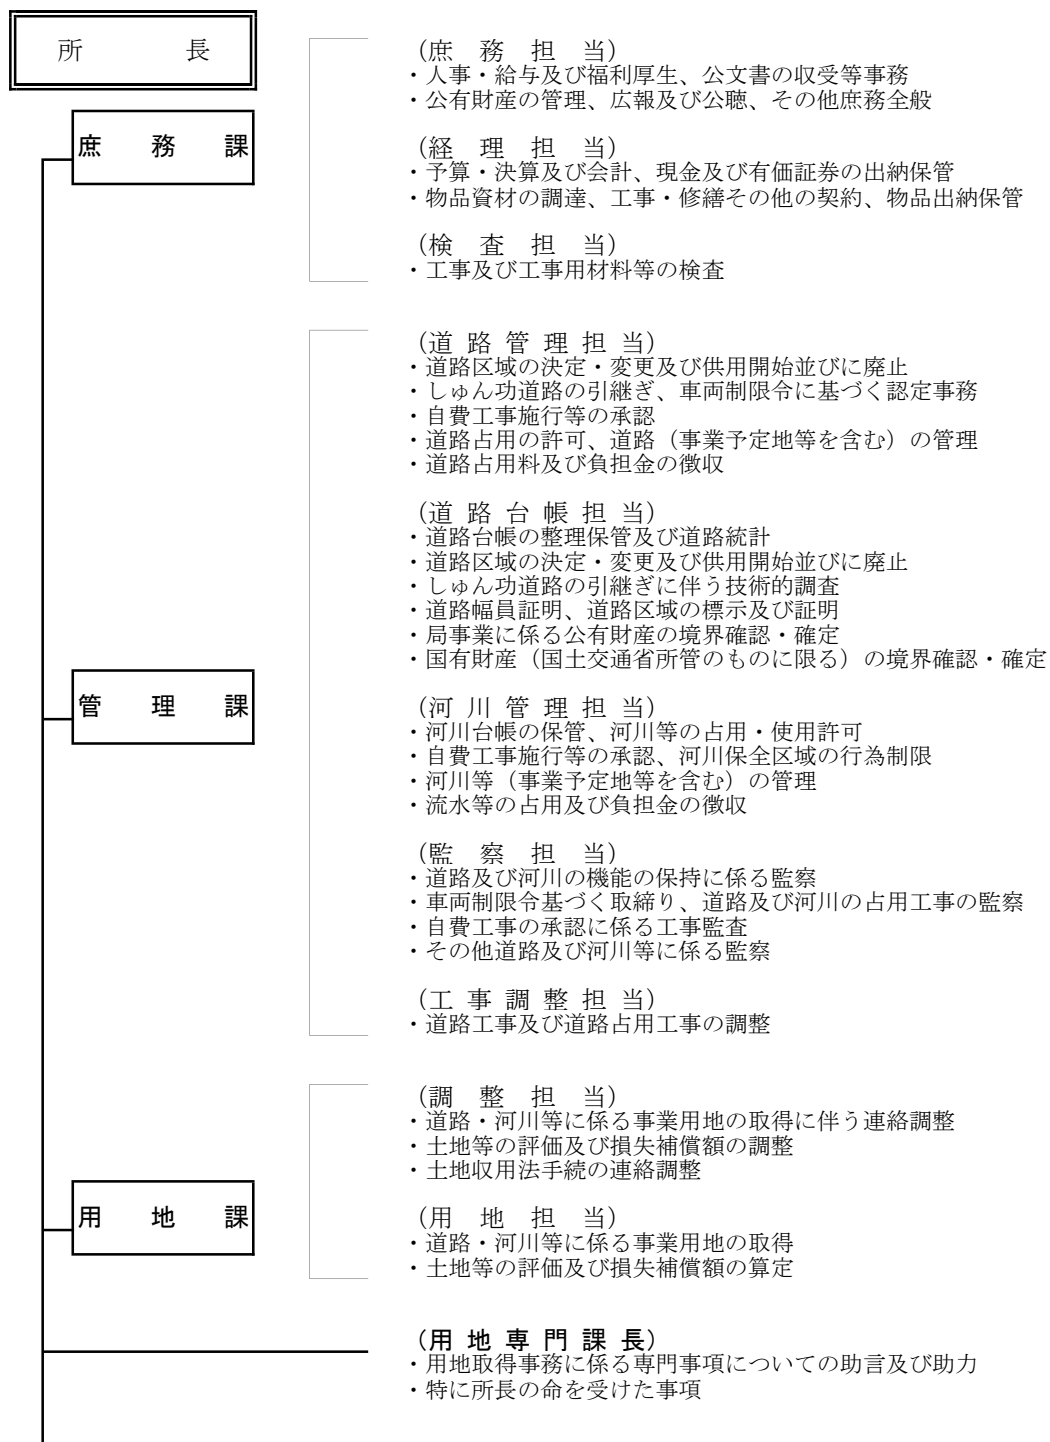 所長
(庶務担当)
・人事・給与及び福利厚生、公文書の収受等事務
・公有財産の管理、広報及び公聴、その他庶務全般
庶務課
(経理担当)
・予算・決算及び会計、現金及び有価証券の出納保管
・物品資材の調達、工事・修繕その他の契約、物品出納保管
(検査担当)
・工事及び工事用材料等の検査
(道路管理担当)
・道路区域の決定・変更及び供用開始並びに廃止
・しゅん功道路の引継ぎ、車両制限令に基づく認定事務
・自費工事施行等の承認
・道路占用の許可、道路（事業予定地等を含む）の管理
・道路占用料及び負担金の徴収
(道路台帳担当)
・道路台帳の整理保管及び道路統計
・道路区域の決定・変更及び供用開始並びに廃止
・しゅん功道路の引継ぎに伴う技術的調査
・道路幅員証明、道路区域の標示及び証明
・局事業に係る公有財産の境界確認・確定
・国有財産（国土交通省所管のものに限る）の境界確認・確定
管理課
(河川管理担当)
・河川台帳の保管、河川等の占用・使用許可
・自費工事施行等の承認、河川保全区域の行為制限
・河川等（事業予定地等を含む）の管理
・流水等の占用及び負担金の徴収
(監察担当)
・道路及び河川の機能の保持に係る監察
・車両制限令基づく取締り、道路及び河川の占用工事の監察
・自費工事の承認に係る工事監査
・その他道路及び河川等に係る監察
(工事調整担当)
・道路工事及び道路占用工事の調整
(調整担当)
・道路・河川等に係る事業用地の取得に伴う連絡調整
・土地等の評価及び損失補償額の調整
・土地収用法手続の連絡調整
用地課
(用地担当)
・道路・河川等に係る事業用地の取得
・土地等の評価及び損失補償額の算定
(用地専門課長)
・用地取得事務に係る専門事項についての助言及び助力
・特に所長の命を受けた事項